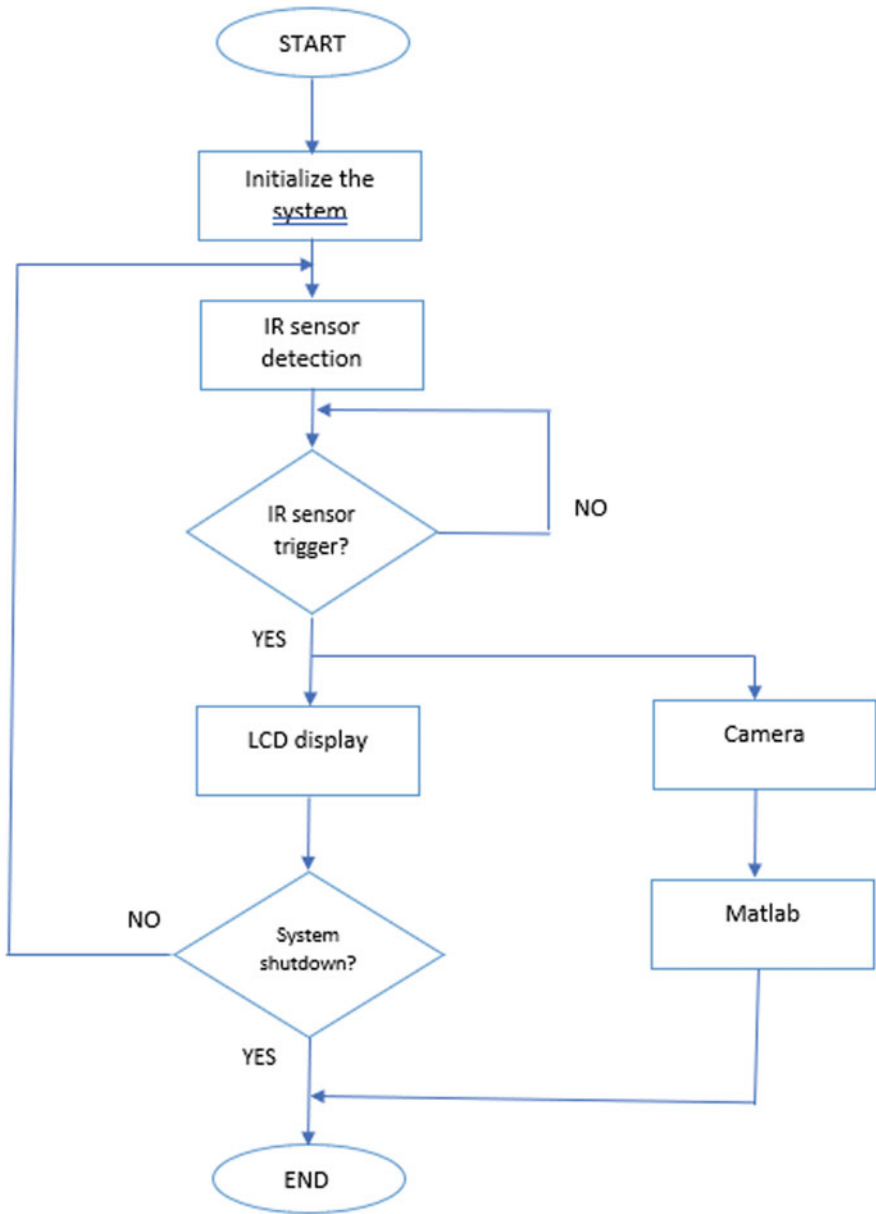 START
Initialize the
system
IR sensor
detection
IR sensor
trigger?
NO
YES
LCD display
Camera
Matlab
NO
System
shutdown?
YES
END